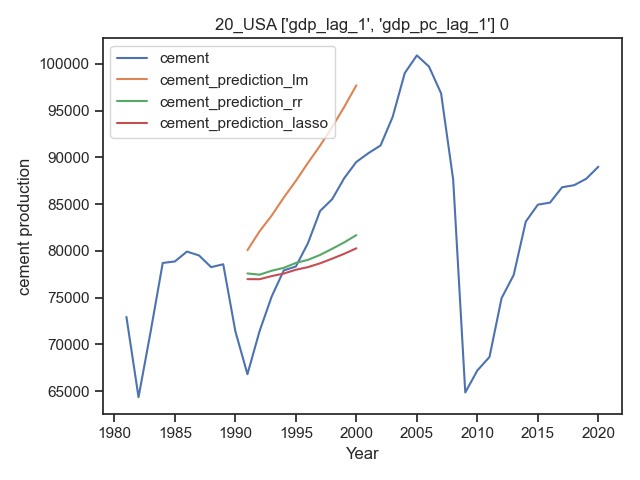 20_USA ['gdp_lag_1', 'gdp_pc_lag_1'] 0
cement
cement_prediction_lm
cement_prediction_rr
cement_prediction_lasso
100000
95000
90000
85000
80000
75000
70000
65000
cement production
1980 1985 1990 1995 2000 2005 2010 2015 2020
Year